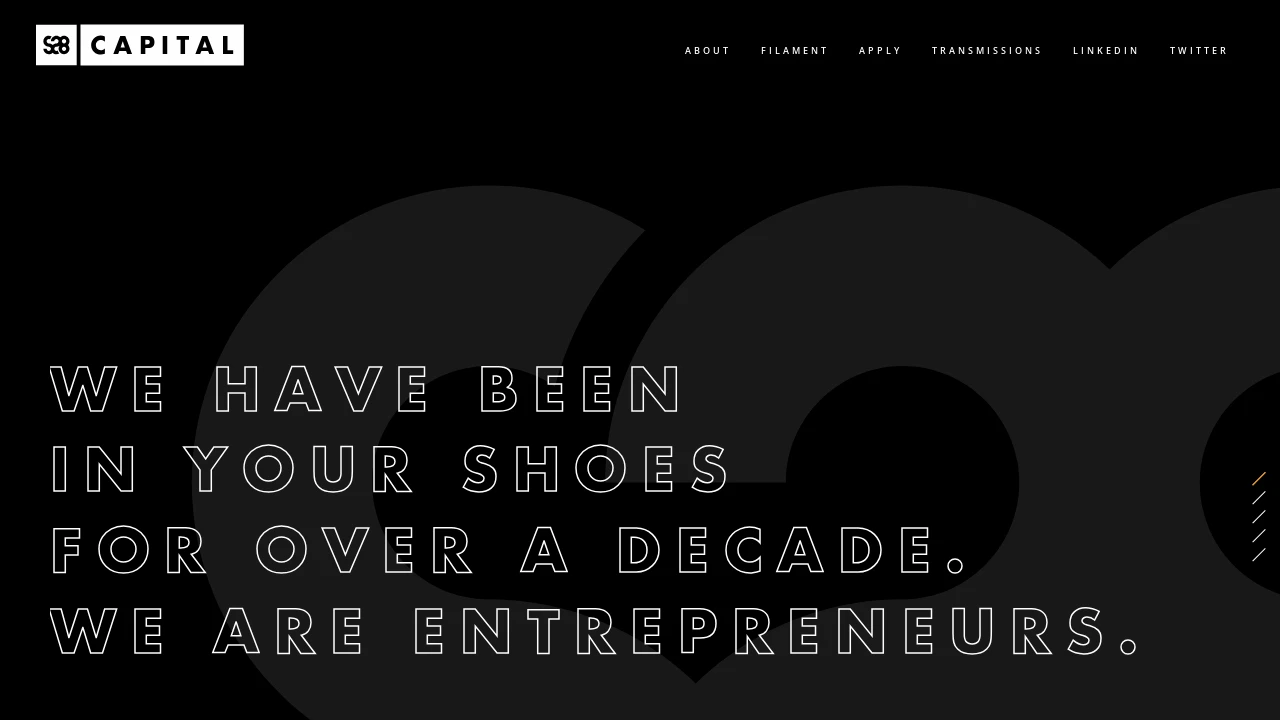 S28 CAPITAL
ABOUT FILAMENT APPLY TRANSMISSIONS LINKEDIN TWITTER
WE HAVE BEEN
IN YOUR SHOES
FOR OVER A DECADE.
WE ARE ENTREPRENEURS.